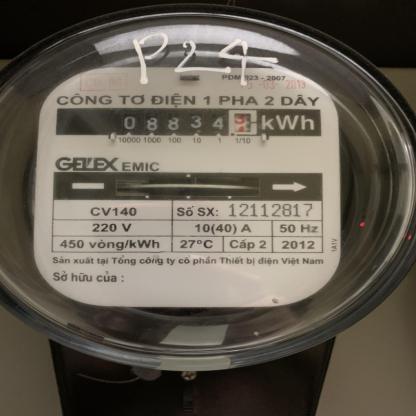 P24
PDM 023 - 2007
-03- 2013
CÔNG TƠ ĐIỆN 1 PHA 2 DÂY
0 8 8 3 4 kWh
10000 1000 100 10 1 1/10
GELEX EMIC
CV140 Số SX: 12112817
220 V 10(40) A 50 Hz
450 vòng/kWh 27°C Cấp 2 2012
Sản xuất tại Tổng công ty cổ phần Thiết bị điện Việt Nam
Sở hữu của :